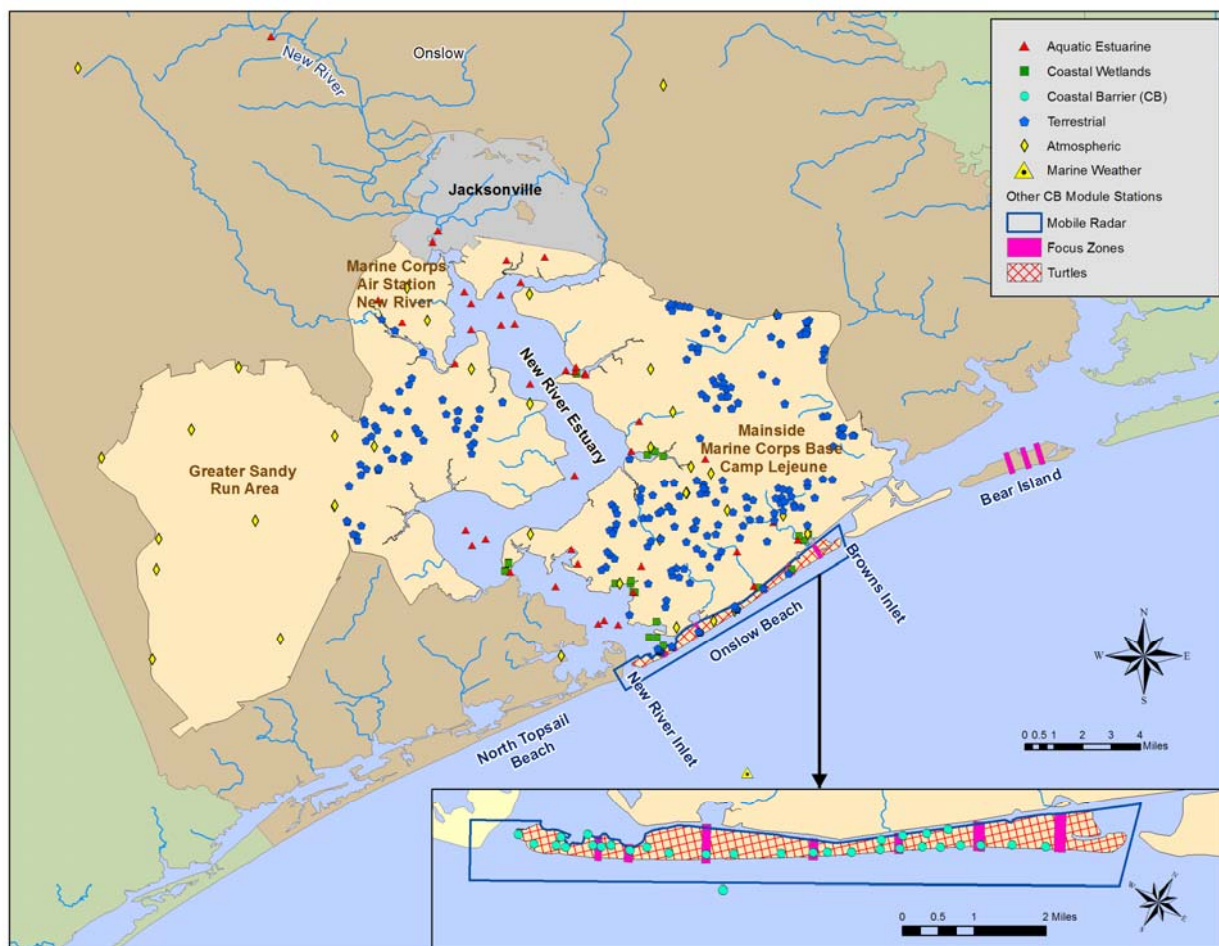 New River
Onslow
Jacksonville
Marine Corps
Air Station
New River
New River Estuary
Greater Sandy
Run Area
Mainside
Marine Corps Base
Camp Lejeune
Bear Island
Browns Inlet
Onslow Beach
New River Inlet
North Topsail
Beach
Aquatic Estuarine
Coastal Wetlands
Coastal Barrier (CB)
Terrestrial
Atmospheric
Marine Weather
Other CB Module Stations
Mobile Radar
Focus Zones
Turtles
N
W E
S
0 0.5 1 2 3 4
Miles
N
W
E
S
0 0.5 1 2 Miles